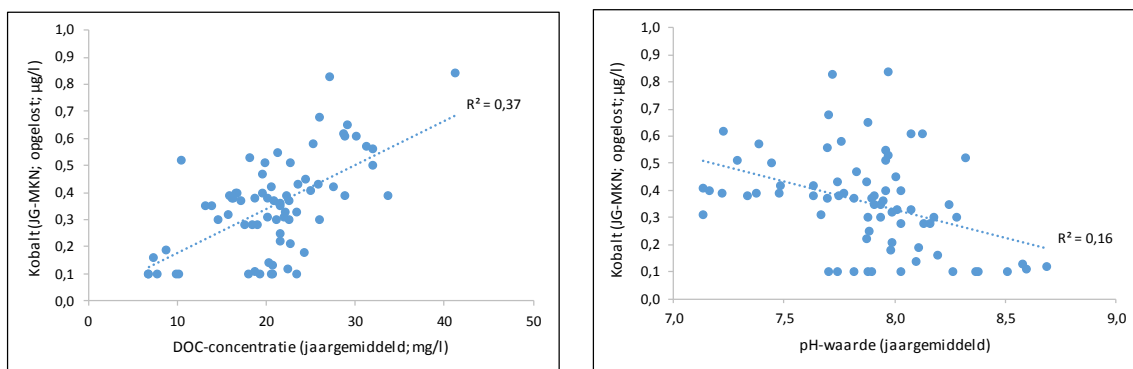 Kobalt (JG-MKN; opgelost; µg/l)
1,0
0,9
0,8
0,7
0,6
0,5
0,4
0,3
0,2
0,1
0,0
R² = 0,37
0 10 20 30 40 50
DOC-concentratie (jaargemiddeld; mg/l)
Kobalt (JG-MKN; opgelost; µg/l)
1,0
0,9
0,8
0,7
0,6
0,5
0,4
0,3
0,2
0,1
0,0
R² = 0,16
7,0 7,5 8,0 8,5 9,0
pH-waarde (jaargemiddeld)